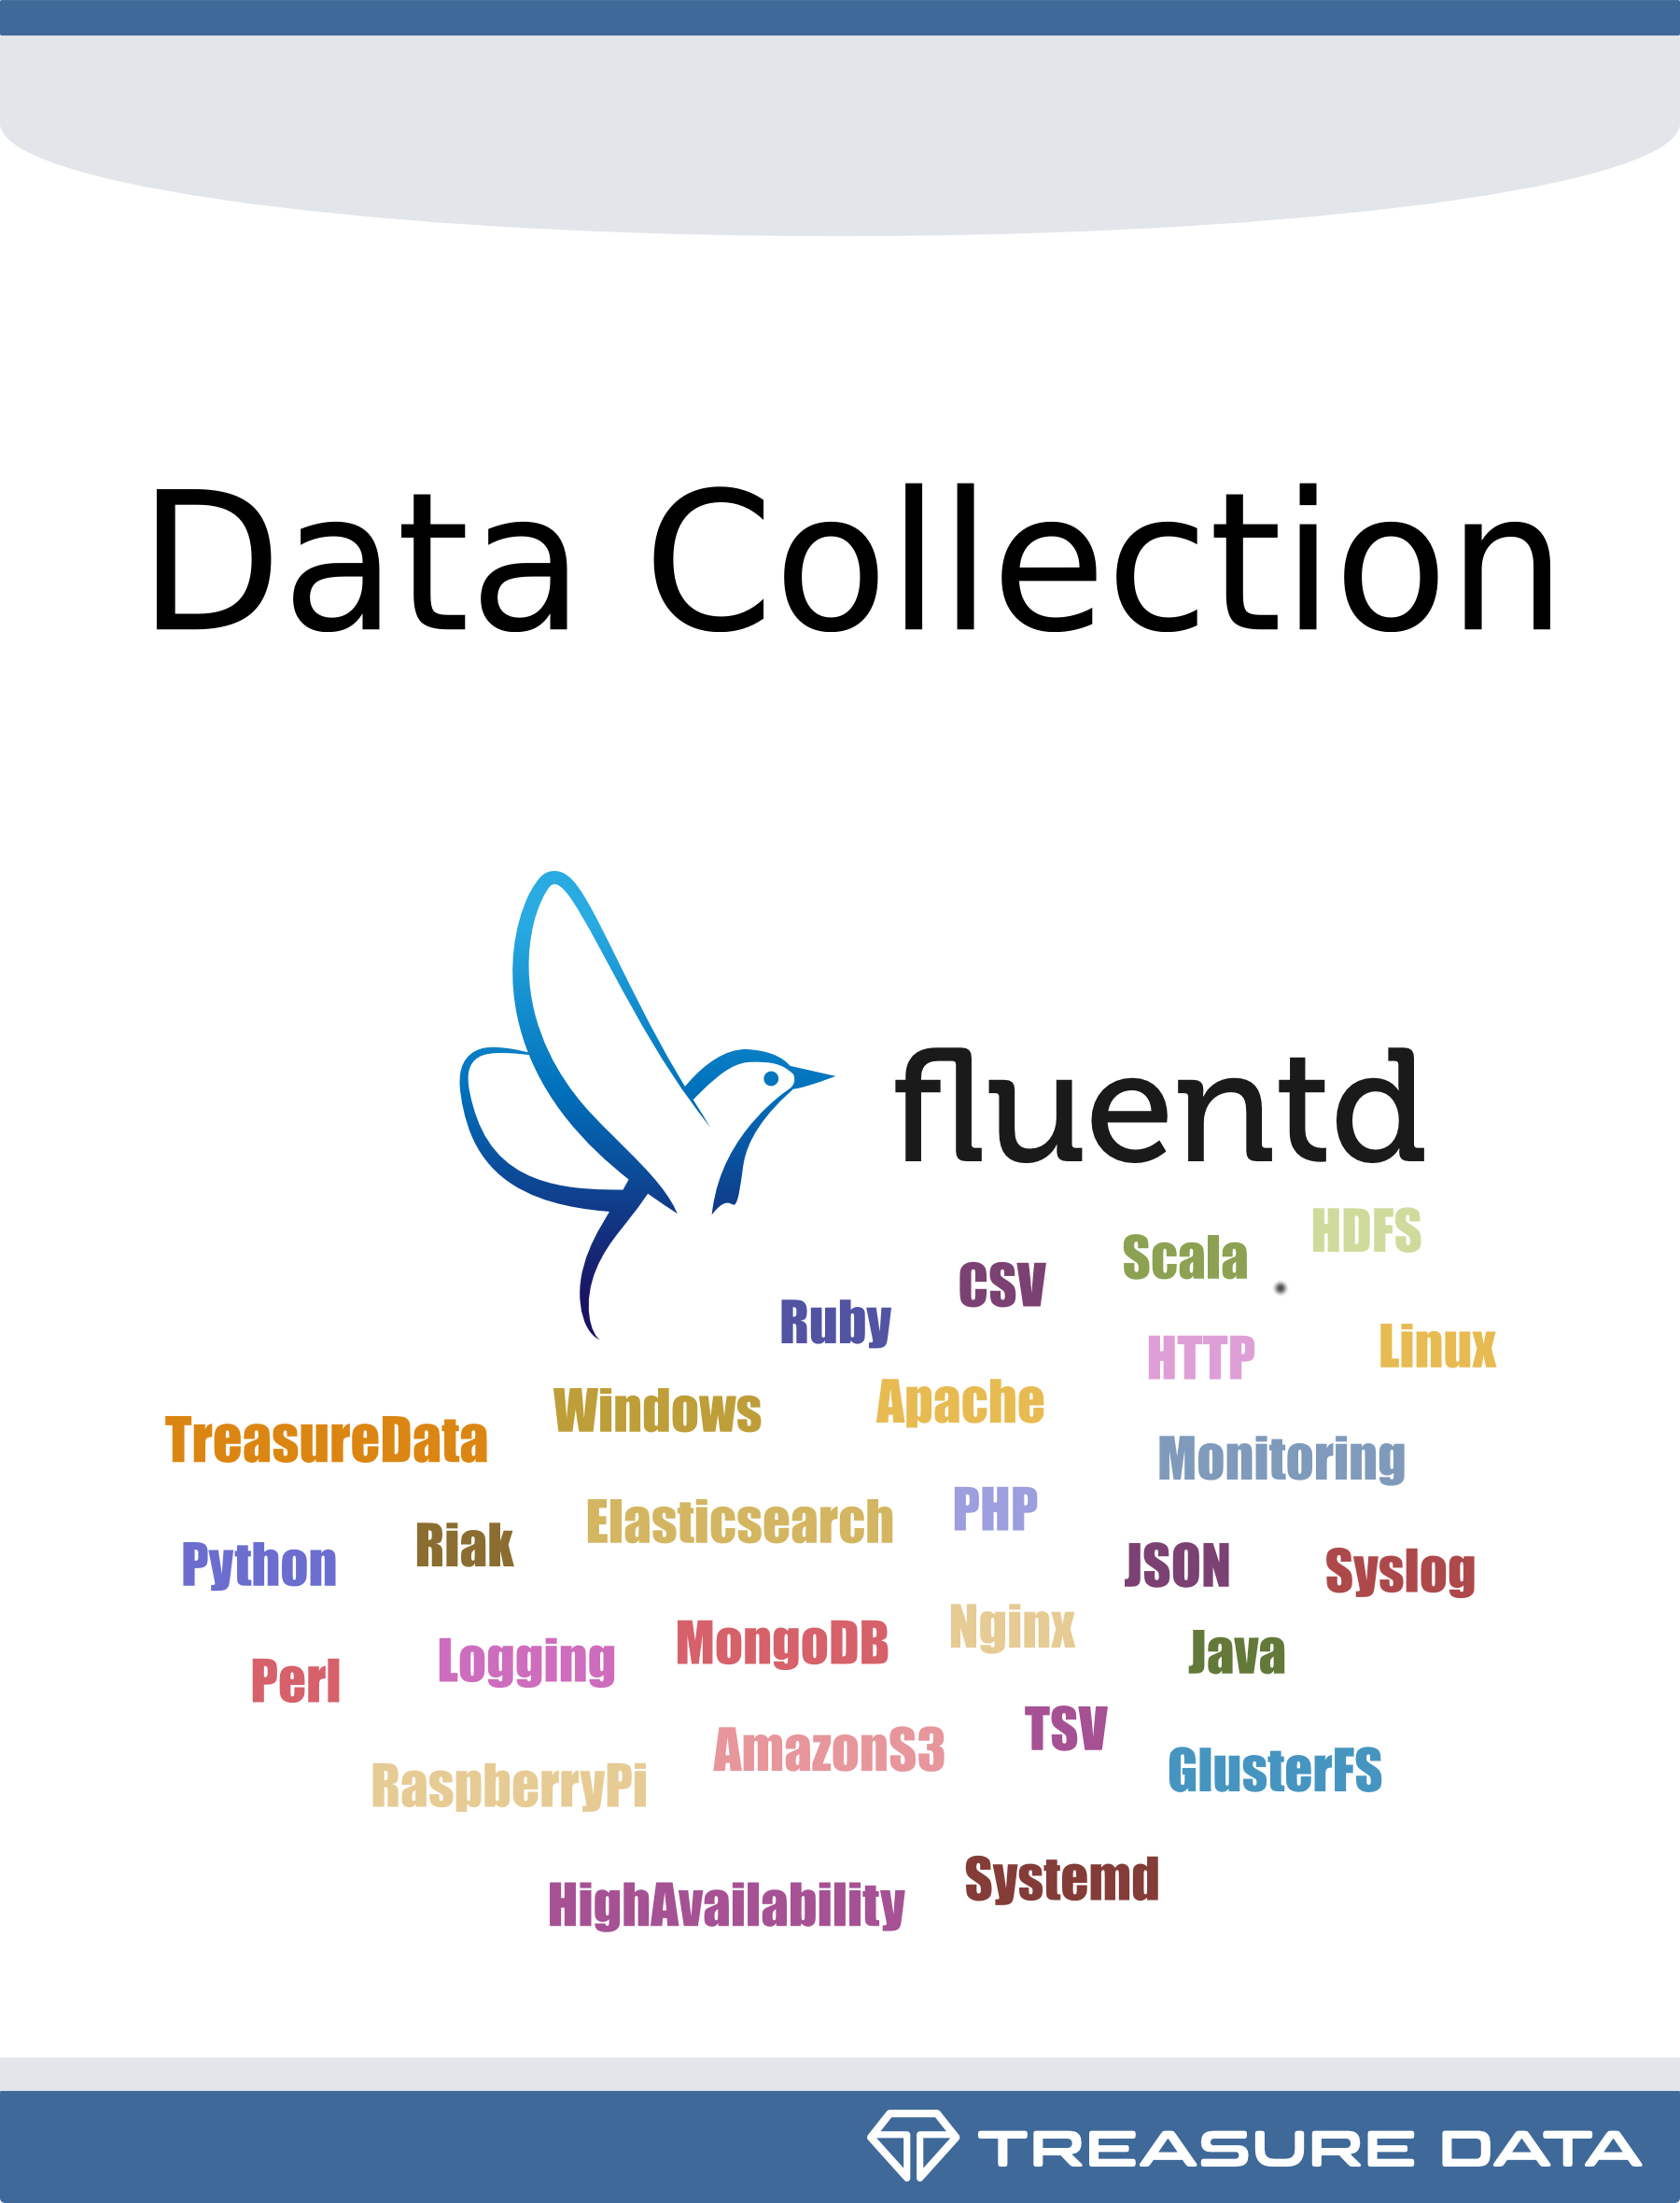 Data Collection
fluentd
HDFS
Scala
CSV
Ruby
Linux
HTTP
Apache
Windows
TreasureData
Monitoring
PHP
Elasticsearch
Riak
Python
JSON
Syslog
Nginx
MongoDB
Java
Logging
Perl
TSV
AmazonS3
GlusterFS
RaspberryPi
Systemd
HighAvailability
TREASURE DATA